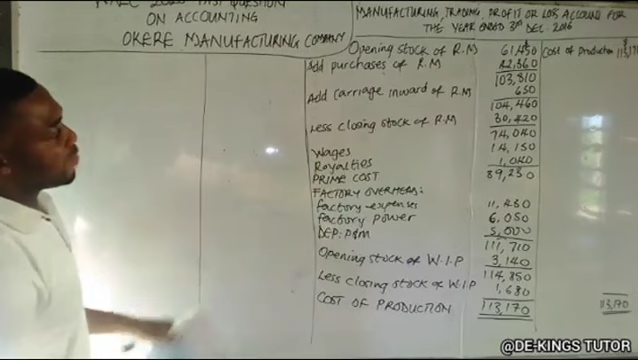 PAST QUESTION
ON ACCOUNTING
OKERE MANUFACTURING COMPANY
MANUFACTURING, TRADING, PROFIT OR LOSS ACCOUNT FOR
THE YEAR ENDED 31st DEC. 2016
Opening stock of R.M 61,450 Cost of Production 113,170
Add purchases of R.M 42,360
103,810
Add carriage inward of R.M 650
104,460
Less closing stock of R.M 30,420
74,040
Wages 14,150
Royalties 1,040
PRIME COST 89,230
FACTORY OVERHEAD:
factory expenses 11,430
factory power 6,050
DEP: P&M 5,000
111,710
Opening stock of W.I.P 3,140
114,850
Less closing stock of W.I.P 1,680
COST OF PRODUCTION 113,170 113,170
@DE-KINGS TUTOR